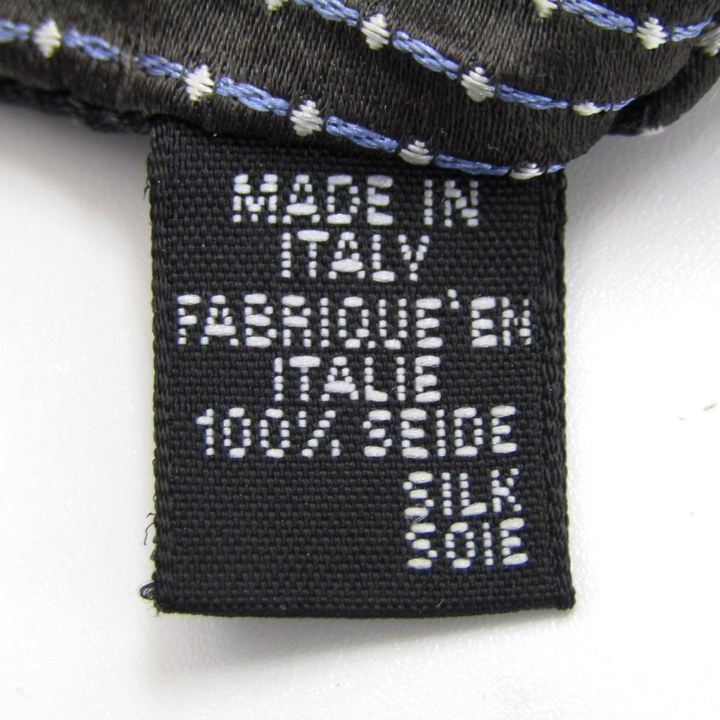 MADE IN
ITALY
FABRIQUE' EN
ITALIE
100% SEIDE
SILK
SOIE